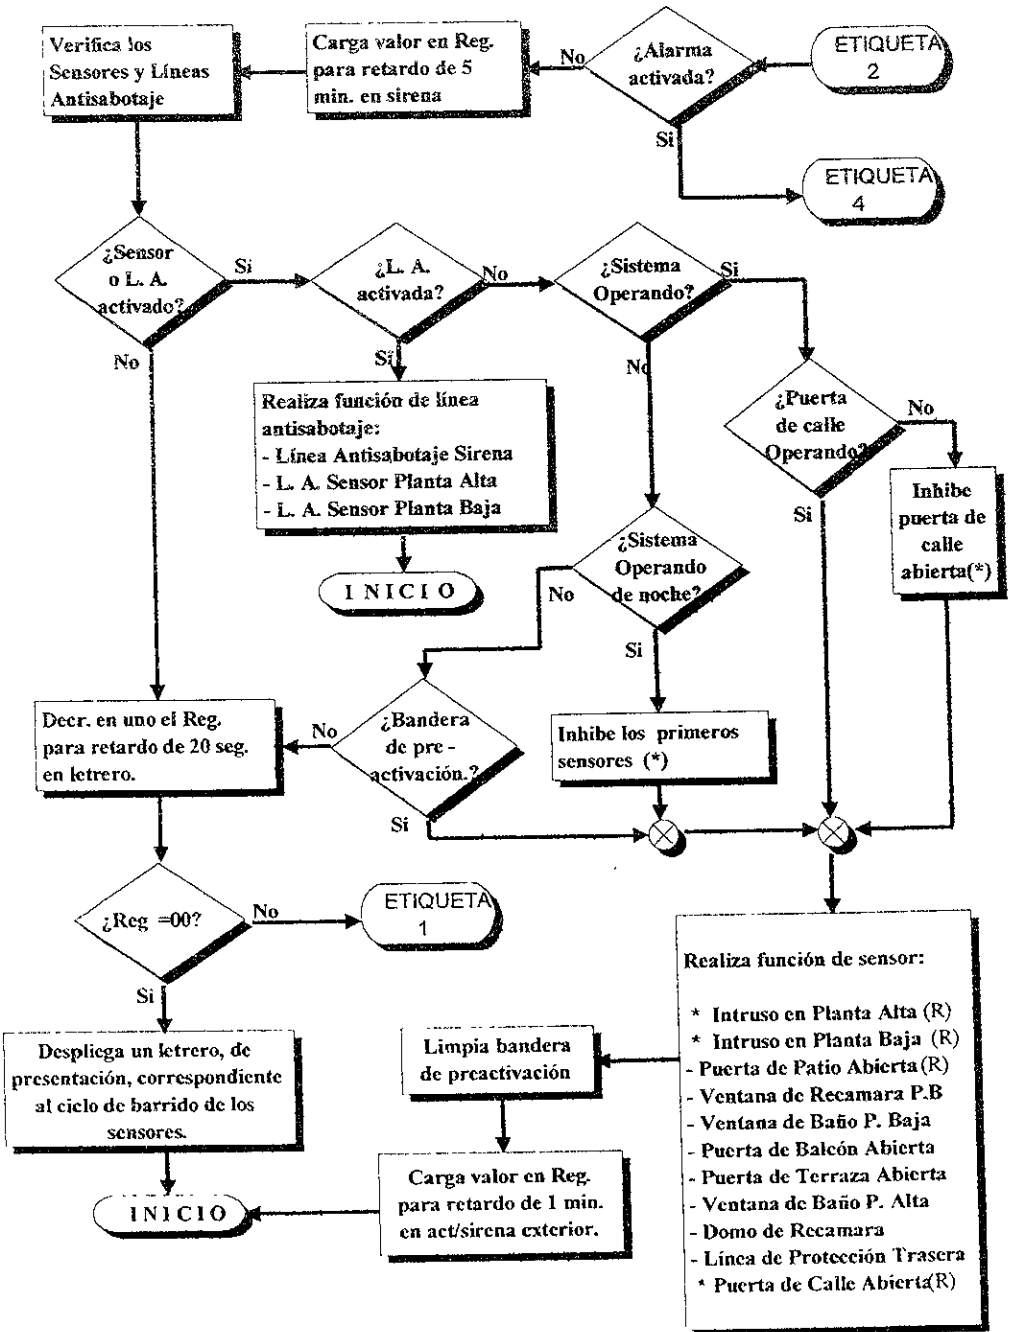 Verifica los
Sensores y Líneas
Antisabotaje
Carga valor en Reg.
para retardo de 5
min. en sirena
No
¿Alarma
activada?
ETIQUETA
2
Si
ETIQUETA
4
¿Sensor
o L. A.
activado?
Si
¿L. A.
activada?
No
¿Sistema
Operando?
Si
No
Si
No
Realiza función de línea
antisabotaje:
- Línea Antisabotaje Sirena
- L. A. Sensor Planta Alta
- L. A. Sensor Planta Baja
¿Puerta
de calle
Operando?
No
Si
Inhibe
puerta de
calle
abierta(*)
I N I C I O
¿Sistema
Operando
de noche?
No
Si
Decr. en uno el Reg.
para retardo de 20 seg.
en letrero.
No
¿Bandera
de pre -
activación.?
Si
Inhibe los primeros
sensores (*)
¿Reg =00?
No
ETIQUETA
1
Si
Realiza función de sensor:
* Intruso en Planta Alta (R)
* Intruso en Planta Baja (R)
- Puerta de Patio Abierta (R)
- Ventana de Recamara P.B
- Ventana de Baño P. Baja
- Puerta de Balcón Abierta
- Puerta de Terraza Abierta
- Ventana de Baño P. Alta
- Domo de Recamara
- Línea de Protección Trasera
* Puerta de Calle Abierta(R)
Despliega un letrero, de
presentación, correspondiente
al ciclo de barrido de los
sensores.
Limpia bandera
de preactivación
Carga valor en Reg.
para retardo de 1 min.
en act/sirena exterior.
I N I C I O